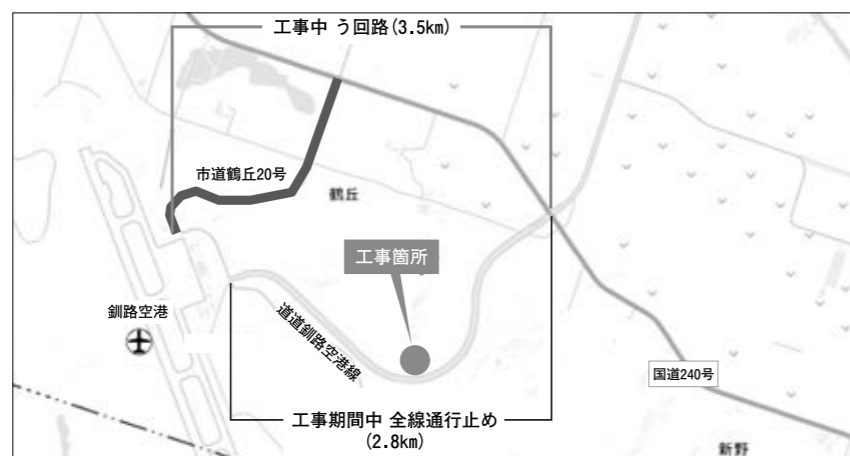 工事中 う回路(3.5km)
市道鶴丘20号
鶴丘
工事箇所
釧路空港
道道釧路空港線
国道240号
工事期間中 全線通行止め
(2.8km)
新野